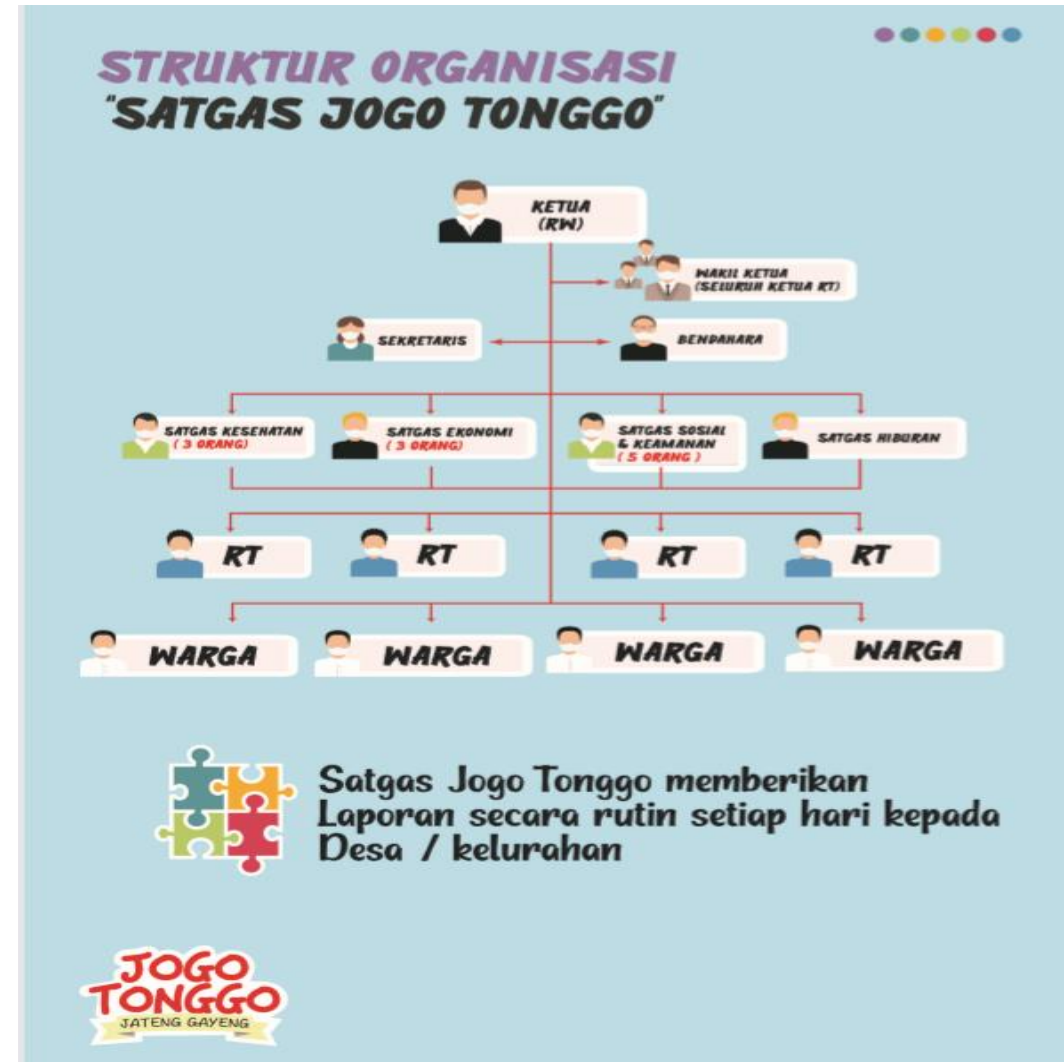 STRUKTUR ORGANISASI
"SATGAS JOGO TONGGO"
KETUA
(RW)
WAKIL KETUA
(SELURUH KETUA RT)
SEKRETARIS
BENDAHARA
SATGAS KESEHATAN
( 3 ORANG)
SATGAS EKONOMI
( 3 ORANG)
SATGAS SOSIAL
& KEAMANAN
( 5 ORANG )
SATGAS HIBURAN
RT
RT
RT
RT
WARGA
WARGA
WARGA
WARGA
Satgas Jogo Tonggo memberikan
Laporan secara rutin setiap hari kepada
Desa / kelurahan
JOGO
TONGGO
JATENG GAYENG